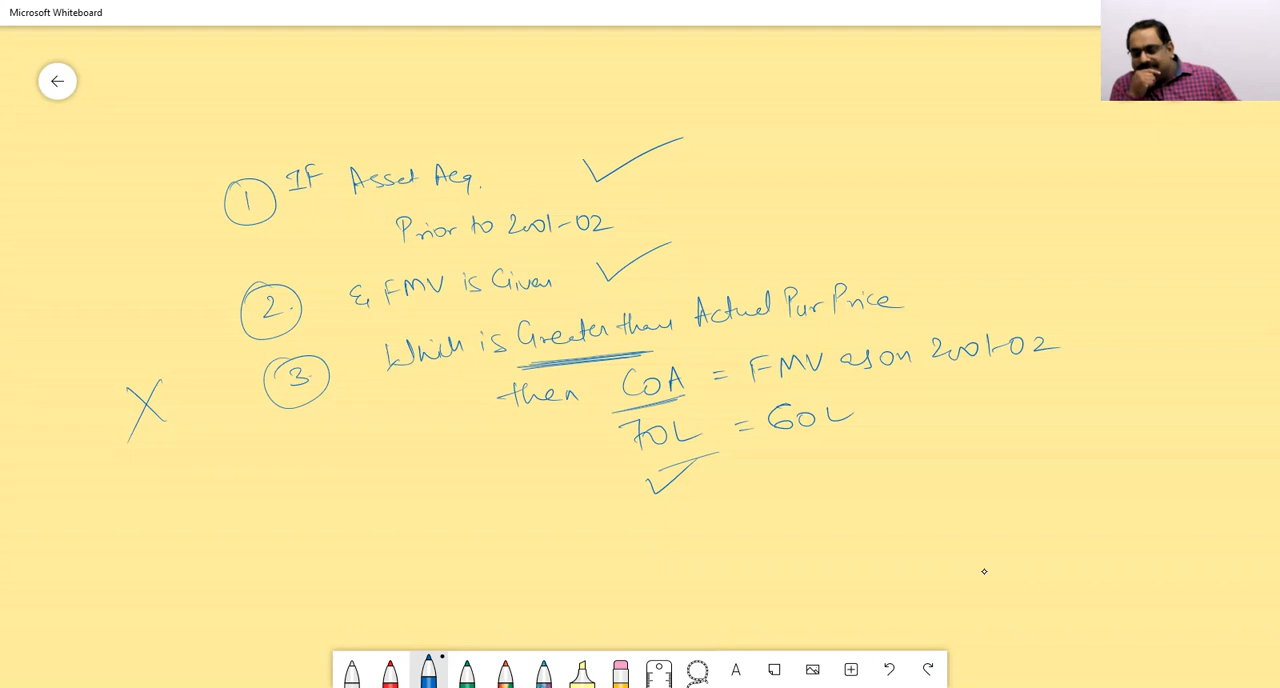 Microsoft Whiteboard
1 IF Asset Acq.
Prior to 2001-02
2. & FMV is Given
3. Which is Greater than Actual Pur Price
then COA = FMV as on 2001-02
70L = 60L
A